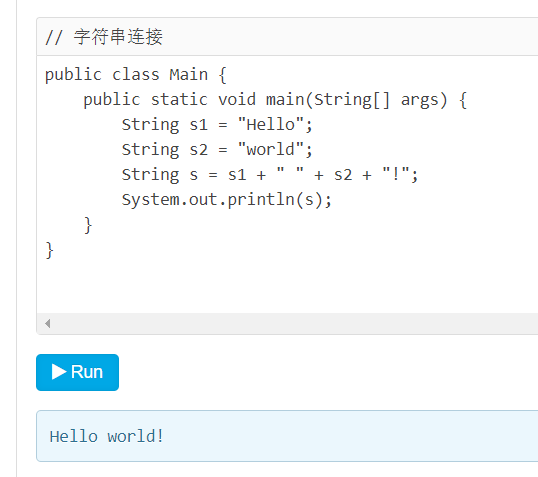 // 字符串连接
public class Main {
    public static void main(String[] args) {
        String s1 = "Hello";
        String s2 = "world";
        String s = s1 + " " + s2 + "!";
        System.out.println(s);
    }
}
Run
Hello world!